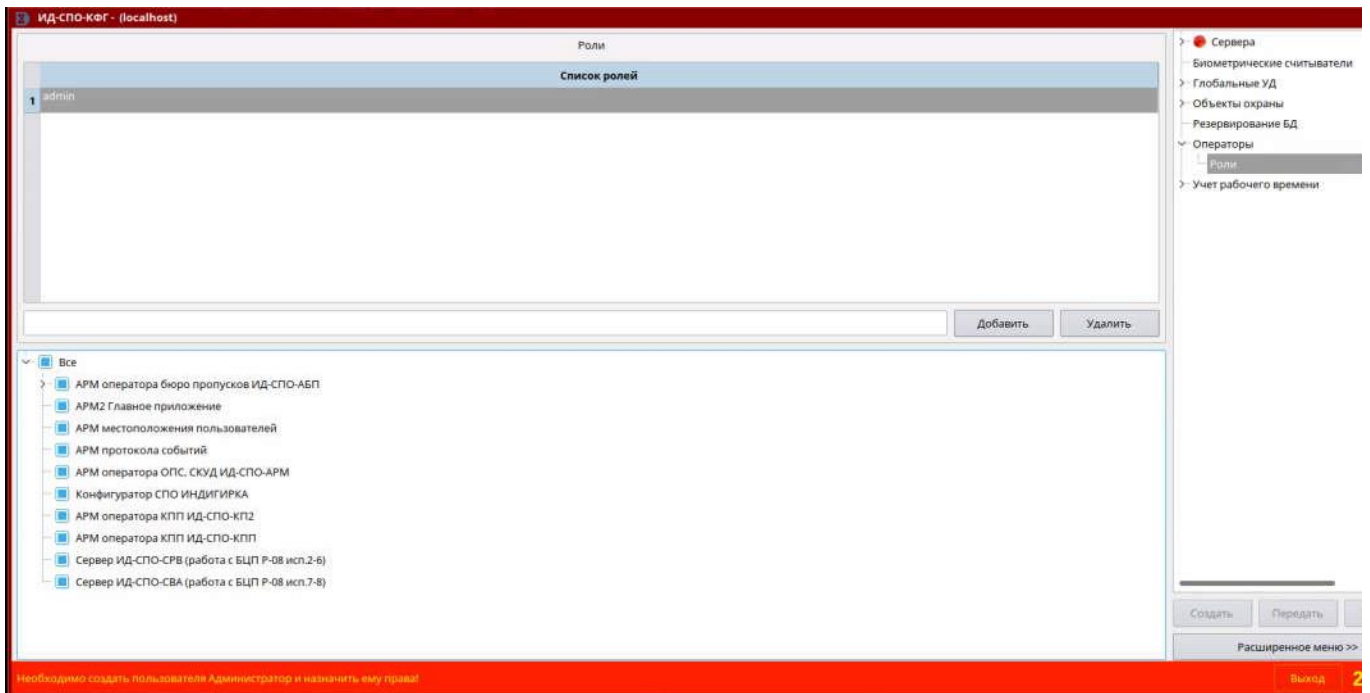 ИД-СПО-КФГ - (localhost)
Роли
Список ролей
1 admin
Добавить
Удалить
Все
АРМ оператора бюро пропусков ИД-СПО-АБП
АРМ2 Главное приложение
АРМ местоположения пользователей
АРМ протокола событий
АРМ оператора ОПС, СКУД ИД-СПО-АРМ
Конфигуратор СПО ИНДИГИРКА
АРМ оператора КПП ИД-СПО-КП2
АРМ оператора КПП ИД-СПО-КПП
Сервер ИД-СПО-СРВ (работа с БЦП Р-08 исп.2-6)
Сервер ИД-СПО-СВА (работа с БЦП Р-08 исп.7-8)
Сервера
Биометрические считыватели
Глобальные УД
Объекты охраны
Резервирование БД
Операторы
Роли
Учет рабочего времени
Создать
Передать
Расширенное меню >>
Необходимо создать пользователя Администратор и назначить ему права!
Выход
2